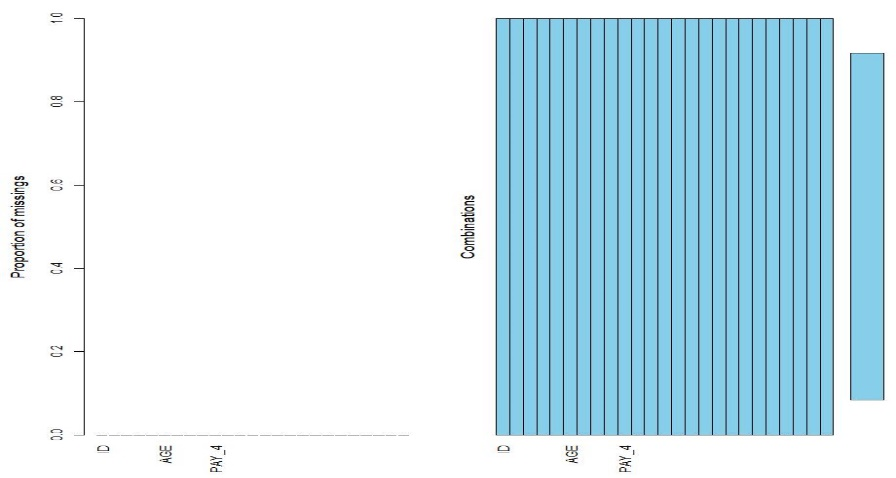 Proportion of missings
1.0
0.8
0.6
0.4
0.2
0.0
ID
AGE
PAY_4
Combinations
ID
AGE
PAY_4